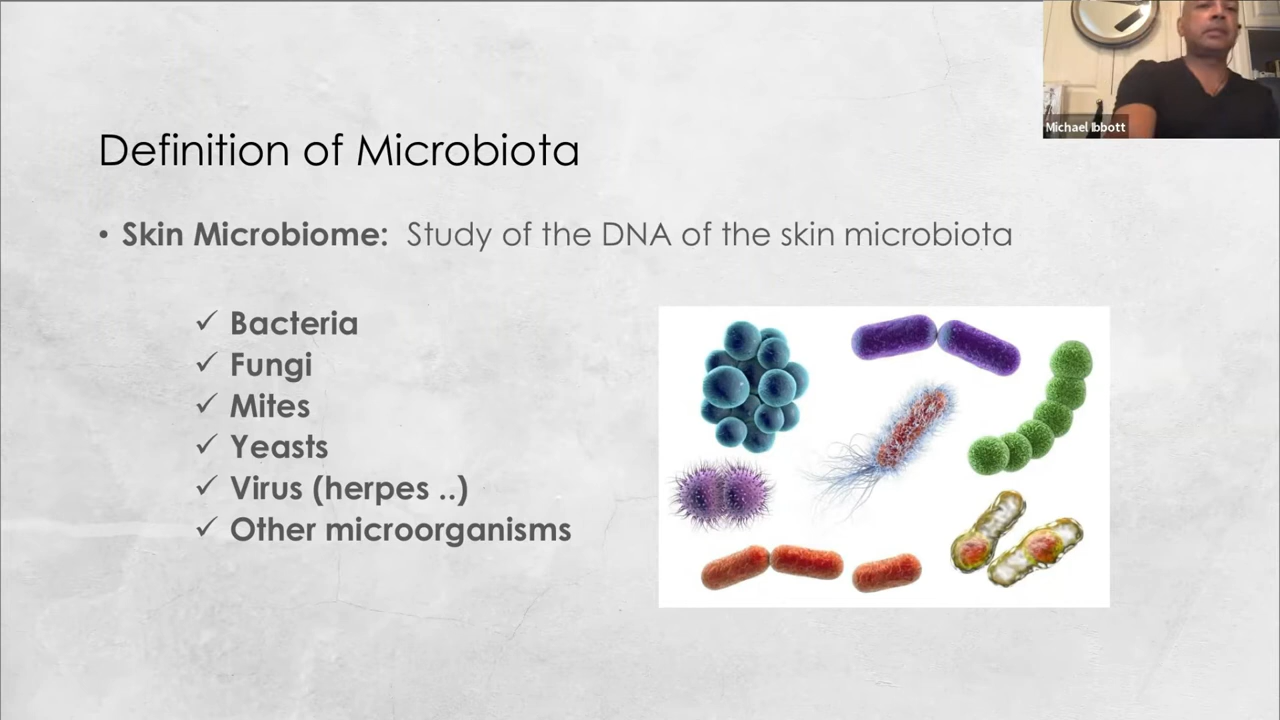 Michael Ibbott
Definition of Microbiota
• Skin Microbiome: Study of the DNA of the skin microbiota
✓ Bacteria
✓ Fungi
✓ Mites
✓ Yeasts
✓ Virus (herpes ..)
✓ Other microorganisms